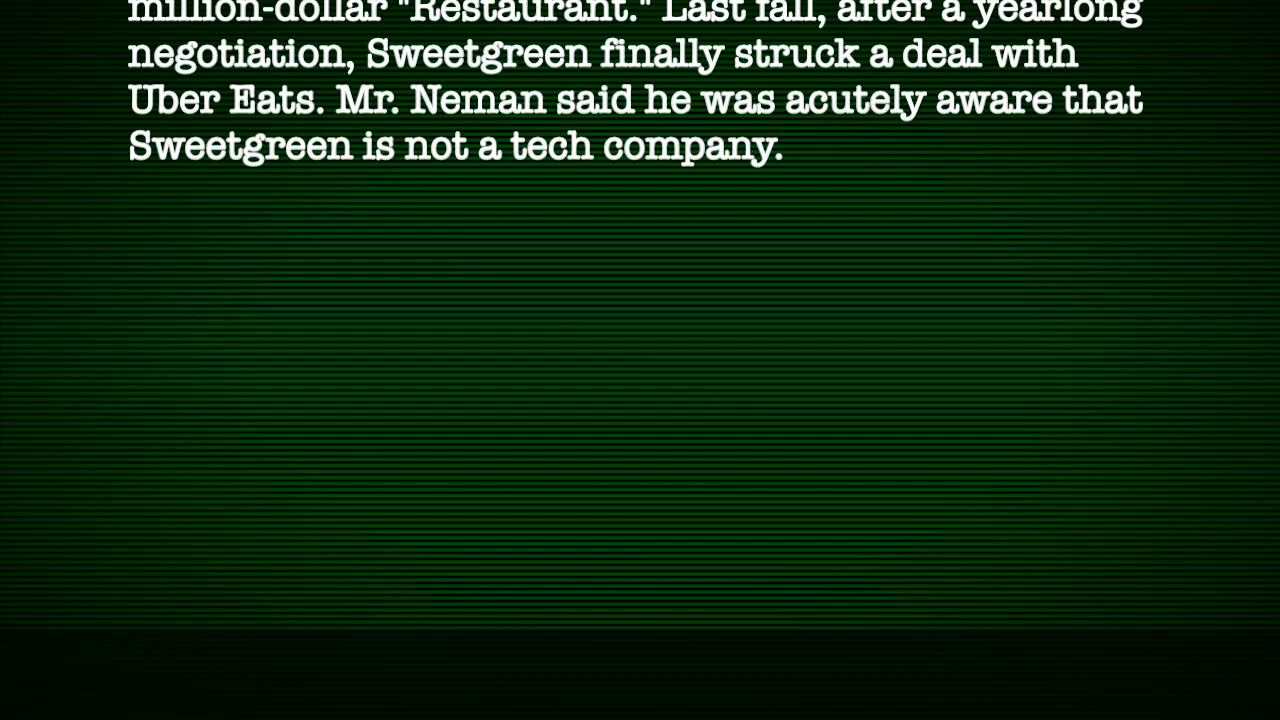 million-dollar "Restaurant." Last fall, after a yearlong
negotiation, Sweetgreen finally struck a deal with
Uber Eats. Mr. Neman said he was acutely aware that
Sweetgreen is not a tech company.